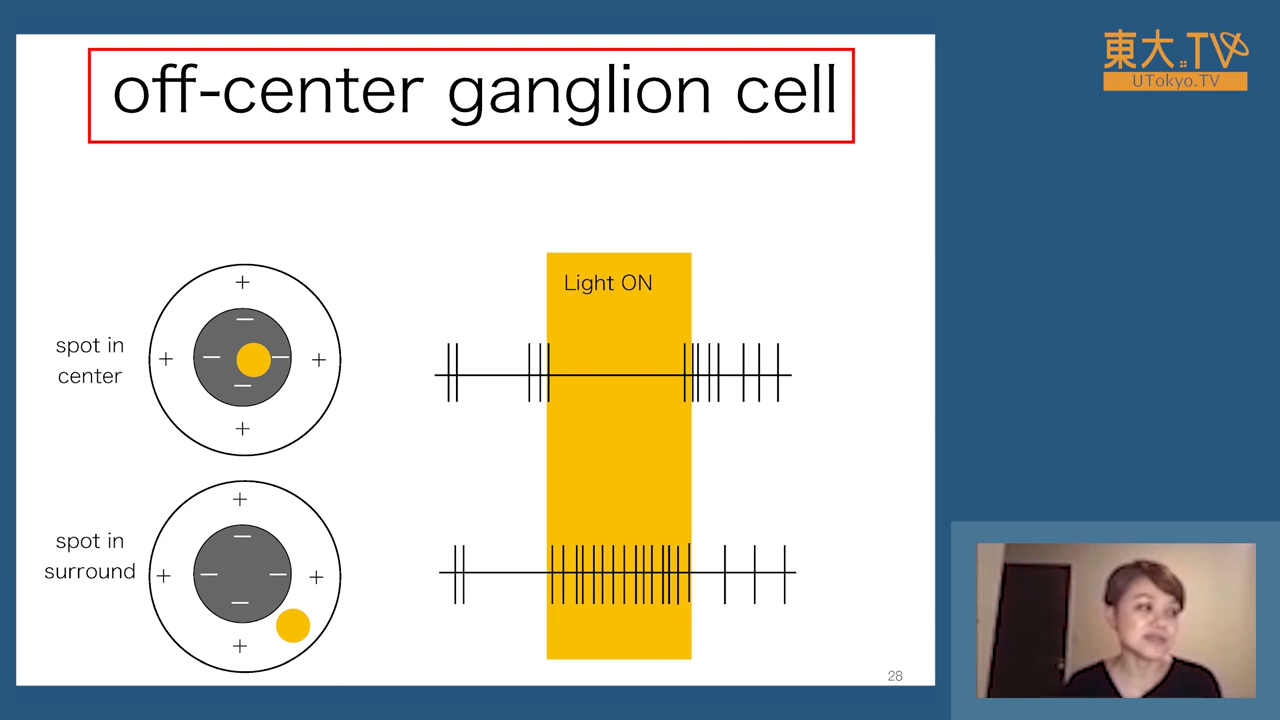 off-center ganglion cell
東大.TV
UTokyo.TV
Light ON
+
−
spot in
center
+ − − +
−
+
+
−
spot in
surround
+ − − +
−
+
28